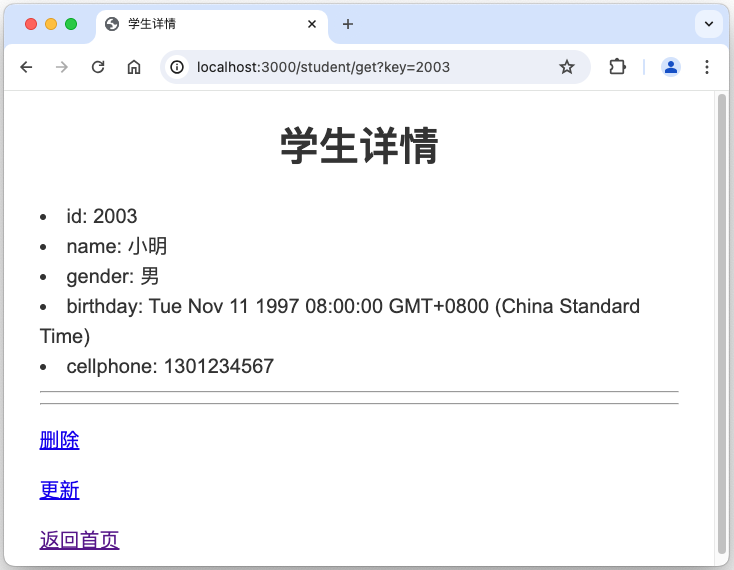 学生详情
localhost:3000/student/get?key=2003
学生详情
id: 2003
name: 小明
gender: 男
birthday: Tue Nov 11 1997 08:00:00 GMT+0800 (China Standard
Time)
cellphone: 1301234567
删除
更新
返回首页